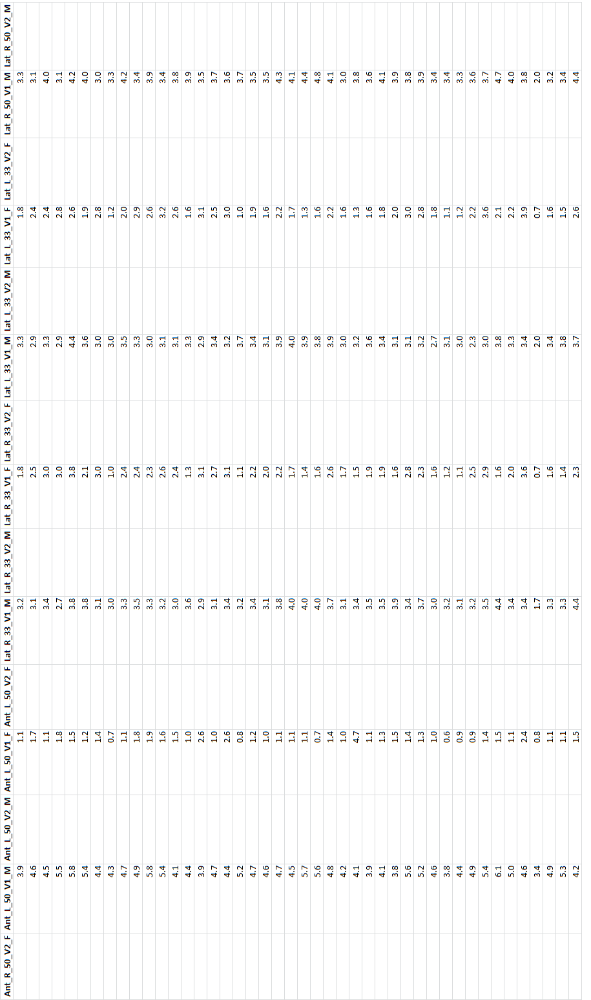 Ant_R_50_V2_F Ant_L_50_V1_M Ant_L_50_V2_M Ant_L_50_V1_F Ant_L_50_V2_F Lat_R_33_V1_M Lat_R_33_V2_M Lat_R_33_V1_F Lat_R_33_V2_F Lat_L_33_V1_M Lat_L_33_V2_M Lat_L_33_V1_F Lat_L_33_V2_F Lat_R_50_V1_M Lat_R_50_V2_M
3.9 1.1 3.2 1.8 3.3 1.8 3.3
4.6 1.7 3.1 2.5 2.9 2.4 3.1
4.5 1.1 3.4 3.0 3.3 2.4 4.0
5.5 1.8 2.7 3.0 2.9 2.8 3.1
5.8 1.5 3.8 3.8 4.4 2.6 4.2
5.4 1.2 3.8 2.1 3.6 1.9 4.0
4.4 1.4 3.1 3.0 3.0 2.8 3.0
4.3 0.7 3.0 1.0 3.0 1.2 3.3
4.7 1.1 3.3 2.4 3.5 2.0 4.2
4.9 1.8 3.5 2.4 3.3 2.9 3.4
5.8 1.9 3.3 2.3 3.0 2.6 3.9
5.4 1.6 3.2 2.6 3.1 3.2 3.4
4.1 1.5 3.0 2.4 3.1 2.6 3.8
4.4 1.0 3.6 1.3 3.3 1.6 3.9
3.9 2.6 2.9 3.1 2.9 3.1 3.5
4.7 1.0 3.1 2.7 3.4 2.5 3.7
4.4 2.6 3.4 3.1 3.2 3.0 3.6
5.2 0.8 3.2 1.1 3.7 1.0 3.7
4.7 1.2 3.4 2.2 3.4 1.9 3.5
4.6 1.0 3.1 2.0 3.1 1.6 3.5
4.7 1.1 3.8 2.2 3.9 2.2 4.3
4.5 1.1 4.0 1.7 4.0 1.7 4.1
5.7 1.1 4.0 1.4 3.9 1.3 4.4
5.6 0.7 4.0 1.6 3.8 1.6 4.8
4.8 1.4 3.7 2.6 3.9 2.2 4.1
4.2 1.0 3.1 1.7 3.0 1.6 3.0
4.1 4.7 3.4 1.5 3.2 1.3 3.8
3.9 1.1 3.5 1.9 3.6 1.6 3.6
4.1 1.3 3.5 1.9 3.4 1.8 4.1
3.8 1.5 3.9 1.6 3.1 2.0 3.9
5.6 1.4 3.4 2.8 3.1 3.0 3.8
5.2 1.3 3.7 2.3 3.2 2.8 3.9
4.6 1.0 3.0 1.6 2.7 1.8 3.4
3.8 0.6 3.2 1.2 3.1 1.1 3.4
4.4 0.9 3.1 1.1 3.0 1.2 3.3
4.9 0.9 3.2 2.5 2.3 2.2 3.6
5.4 1.4 3.5 2.9 3.0 3.6 3.7
6.1 1.5 4.4 1.6 3.8 2.1 4.7
5.0 1.1 3.4 2.0 3.3 2.2 4.0
4.6 2.4 3.4 3.6 3.4 3.9 3.8
3.4 0.8 1.7 0.7 2.0 0.7 2.0
4.9 1.1 3.3 1.6 3.4 1.6 3.2
5.3 1.1 3.3 1.4 3.8 1.5 3.4
4.2 1.5 4.4 2.3 3.7 2.6 4.4